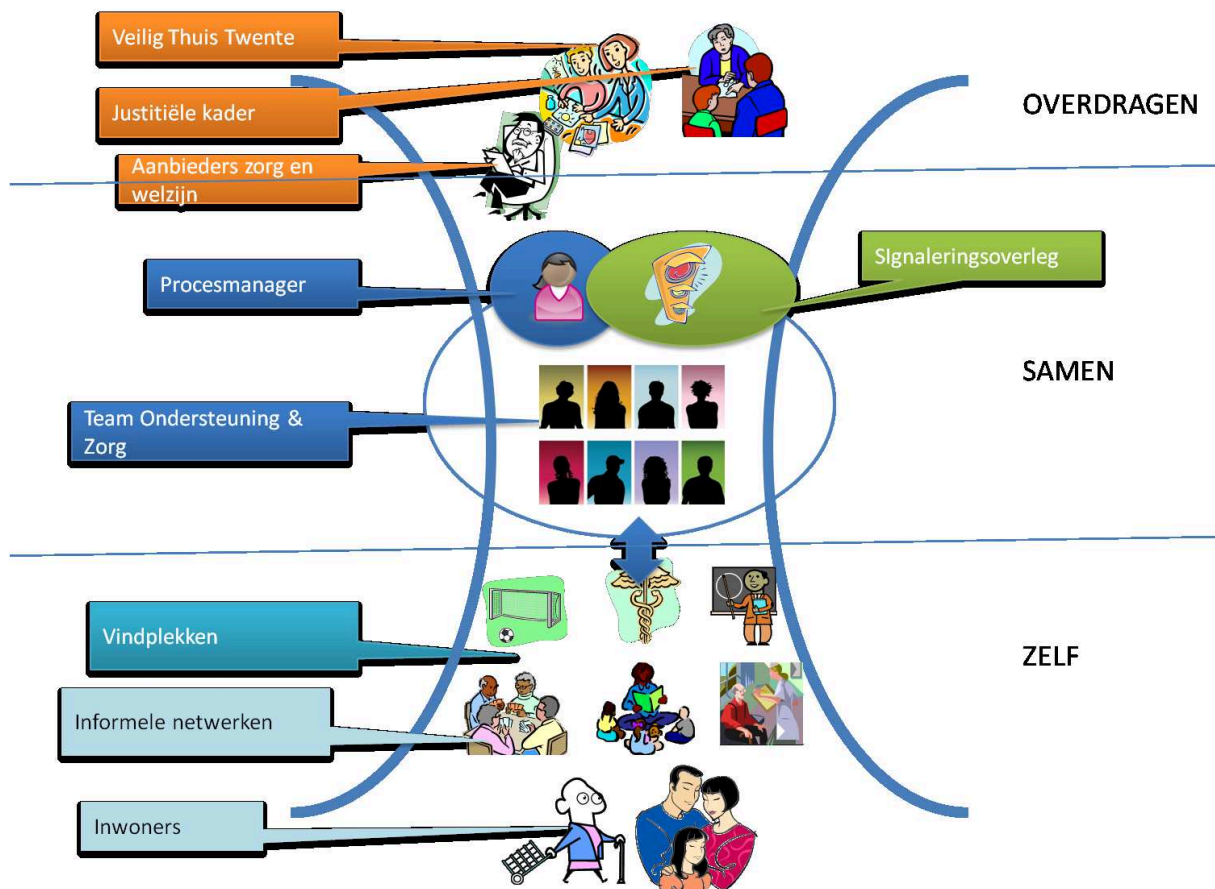 Veilig Thuis Twente
Justitiële kader
OVERDRAGEN
Aanbieders zorg en
welzijn
SIgnaleringsoverleg
Procesmanager
SAMEN
Team Ondersteuning &
Zorg
Vindplekken
ZELF
Informele netwerken
Inwoners